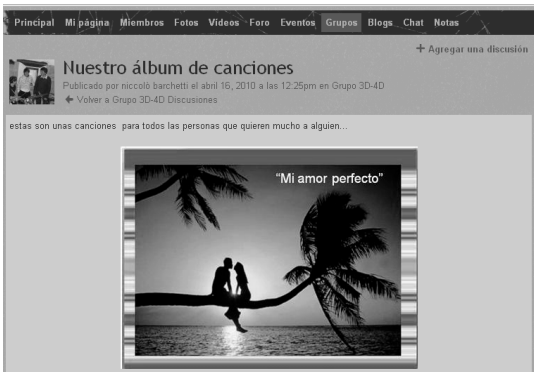 Principal Mi página Miembros Fotos Vídeos Foro Eventos Grupos Blogs Chat Notas
+ Agregar una discusión
Nuestro álbum de canciones
Publicado por niccoló barchetti el abril 16, 2010 a las 12:25pm en Grupo 3D-4D
Volver a Grupo 3D-4D Discusiones
estas son unas canciones para todos las personas que quieren mucho a alguien...
“Mi amor perfecto”